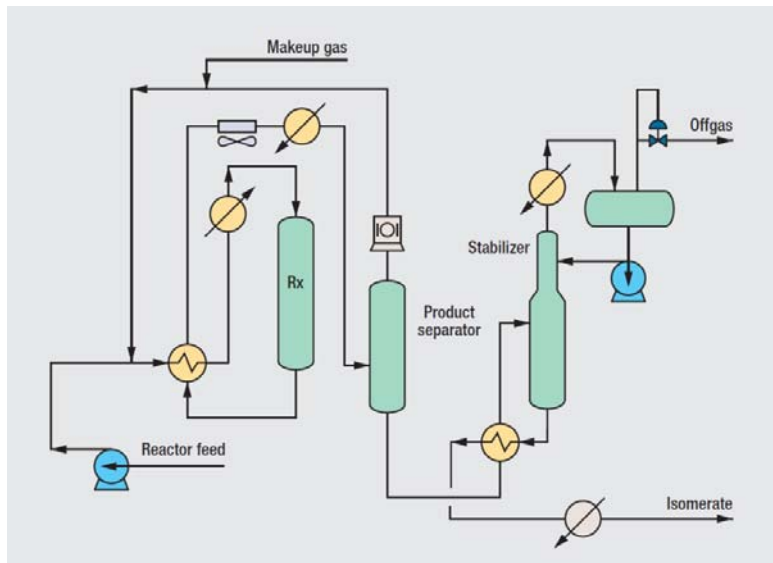 Makeup gas
Offgas
Stabilizer
Rx
Product
separator
Reactor feed
Isomerate